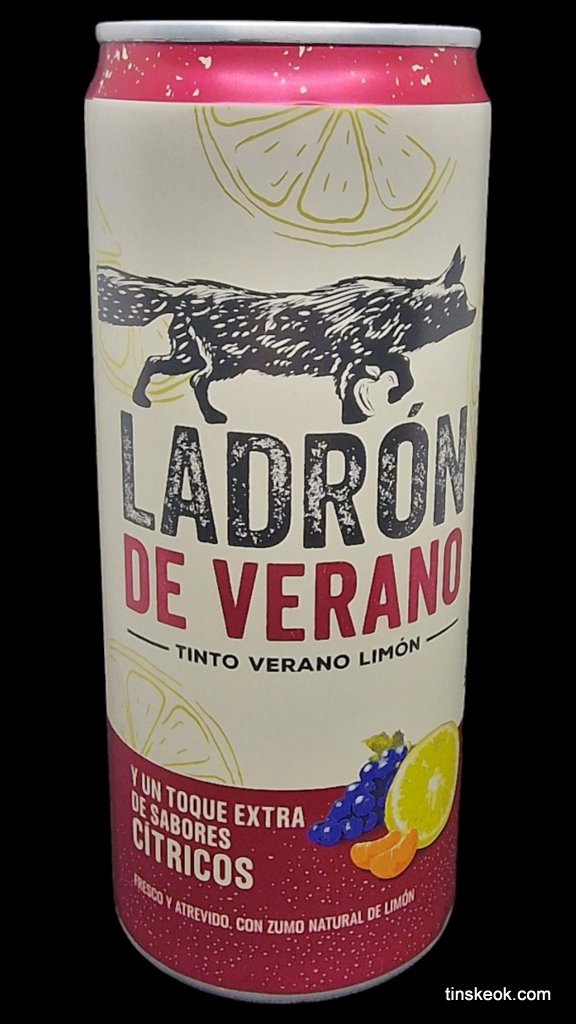 LADRÓN
DE VERANO
TINTO VERANO LIMÓN
Y UN TOQUE EXTRA
DE SABORES
CÍTRICOS
FRESCO Y ATREVIDO. CON ZUMO NATURAL DE LIMÓN
tinskeok.com